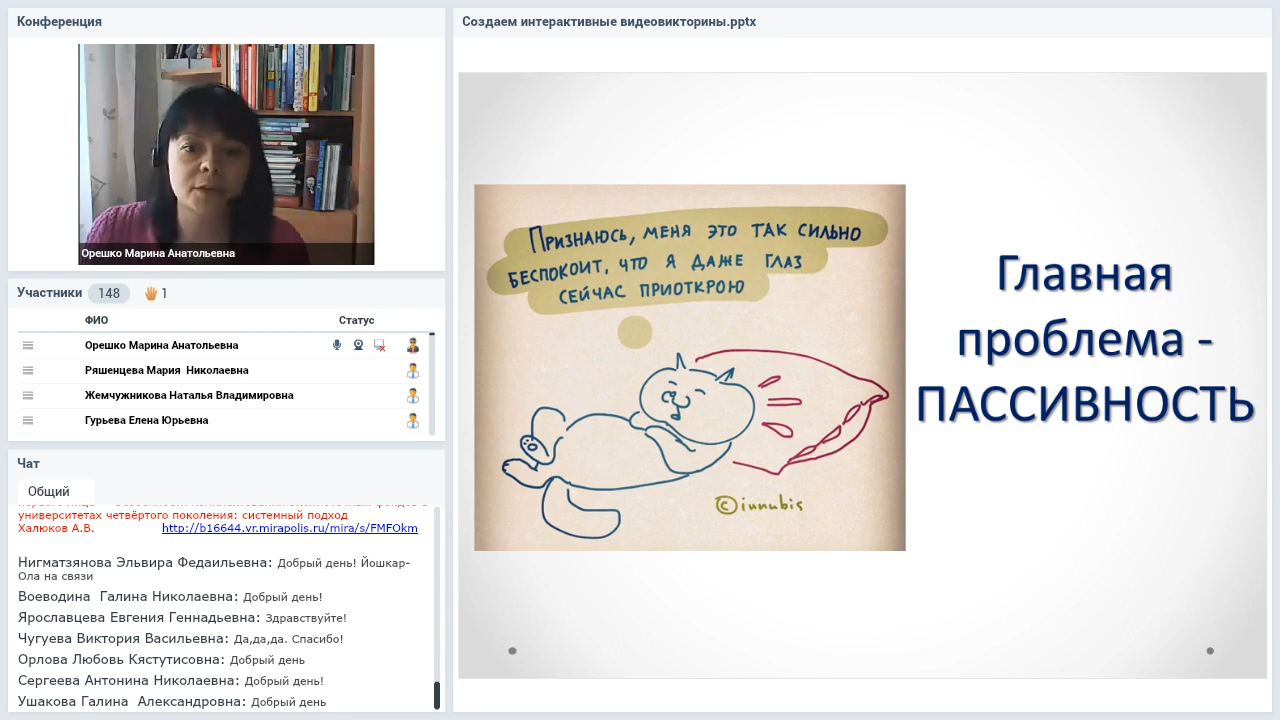 Конференция
Орешко Марина Анатольевна
Участники 148 1
ФИО Статус
Орешко Марина Анатольевна
Ряшенцева Мария Николаевна
Жемчужникова Наталья Владимировна
Гурьева Елена Юрьевна
Чат
Общий
университетах четвёртого поколения: системный подход
Халюков А.В. http://b16644.vr.mirapolis.ru/mira/s/FMFOkm
Нигматзянова Эльвира Федаильевна: Добрый день! Йошкар-
Ола на связи
Воеводина Галина Николаевна: Добрый день!
Ярославцева Евгения Геннадьевна: Здравствуйте!
Чугуева Виктория Васильевна: Да,да,да. Спасибо!
Орлова Любовь Кястутисовна: Добрый день
Сергеева Антонина Николаевна: Добрый день!
Ушакова Галина Александровна: Добрый день
Создаем интерактивные видеовикторины.pptx
Признаюсь, меня это так сильно
беспокоит, что я даже глаз
сейчас приоткрою
©innubis
Главная
проблема -
ПАССИВНОСТЬ